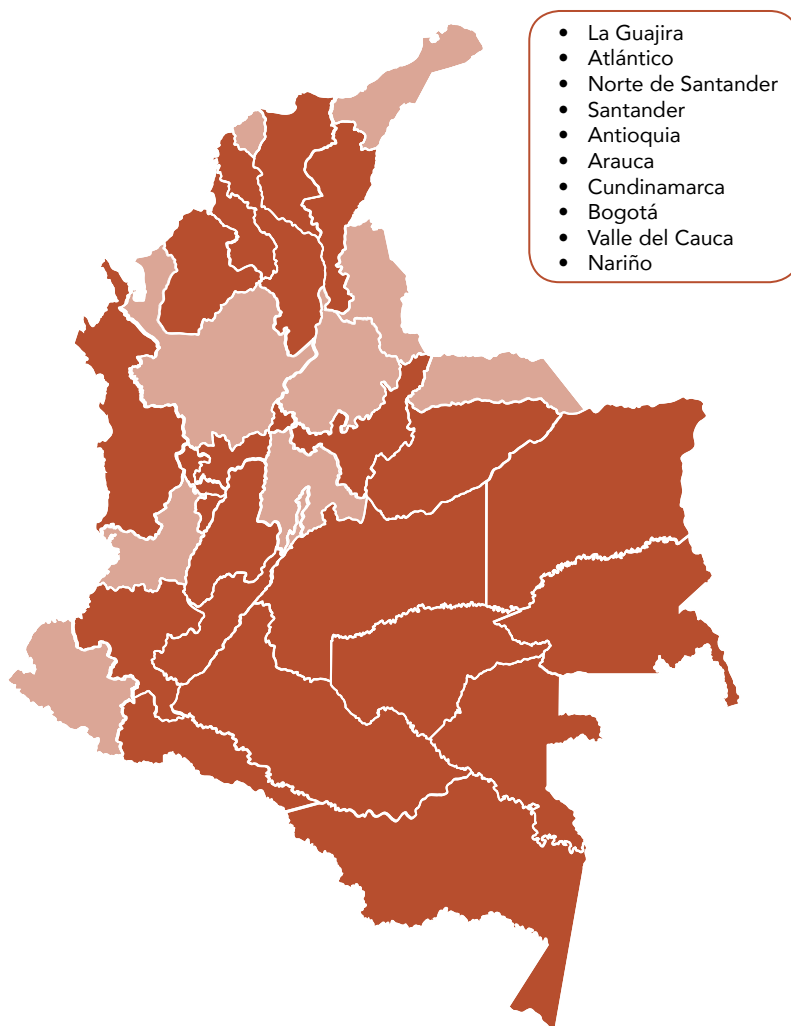 • La Guajira
• Atlántico
• Norte de Santander
• Santander
• Antioquia
• Arauca
• Cundinamarca
• Bogotá
• Valle del Cauca
• Nariño